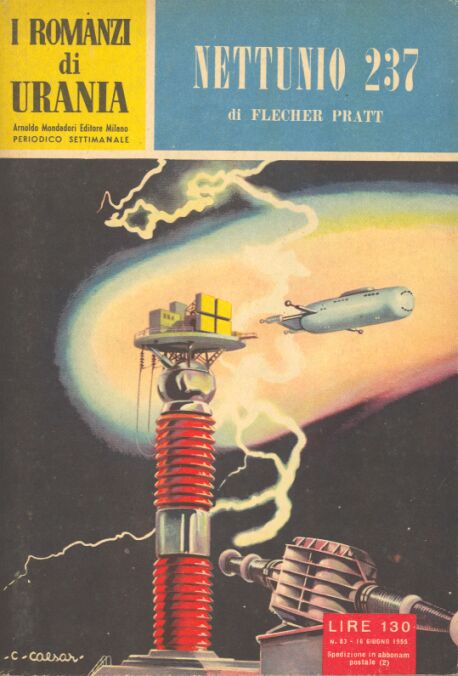 I ROMANZI
di
URANIA
Arnoldo Mondadori Editore Milano
PERIODICO SETTIMANALE
NETTUNIO 237
di FLECHER PRATT
LIRE 130
N. 83 - 16 GIUGNO 1955
Spedizione in abbonam.
postale (2)
-C- CAESAR-